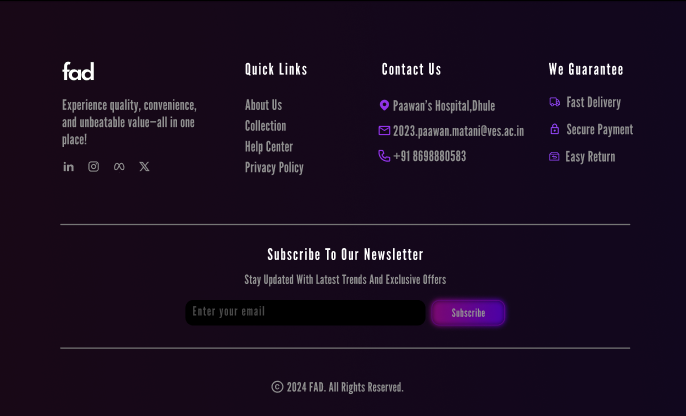 fad
Experience quality, convenience,
and unbeatable value—all in one
place!
Quick Links
About Us
Collection
Help Center
Privacy Policy
Contact Us
Paawan's Hospital,Dhule
2023.paawan.matani@ves.ac.in
+91 8698880583
We Guarantee
Fast Delivery
Secure Payment
Easy Return
Subscribe To Our Newsletter
Stay Updated With Latest Trends And Exclusive Offers
Enter your email
Subscribe
© 2024 FAD. All Rights Reserved.